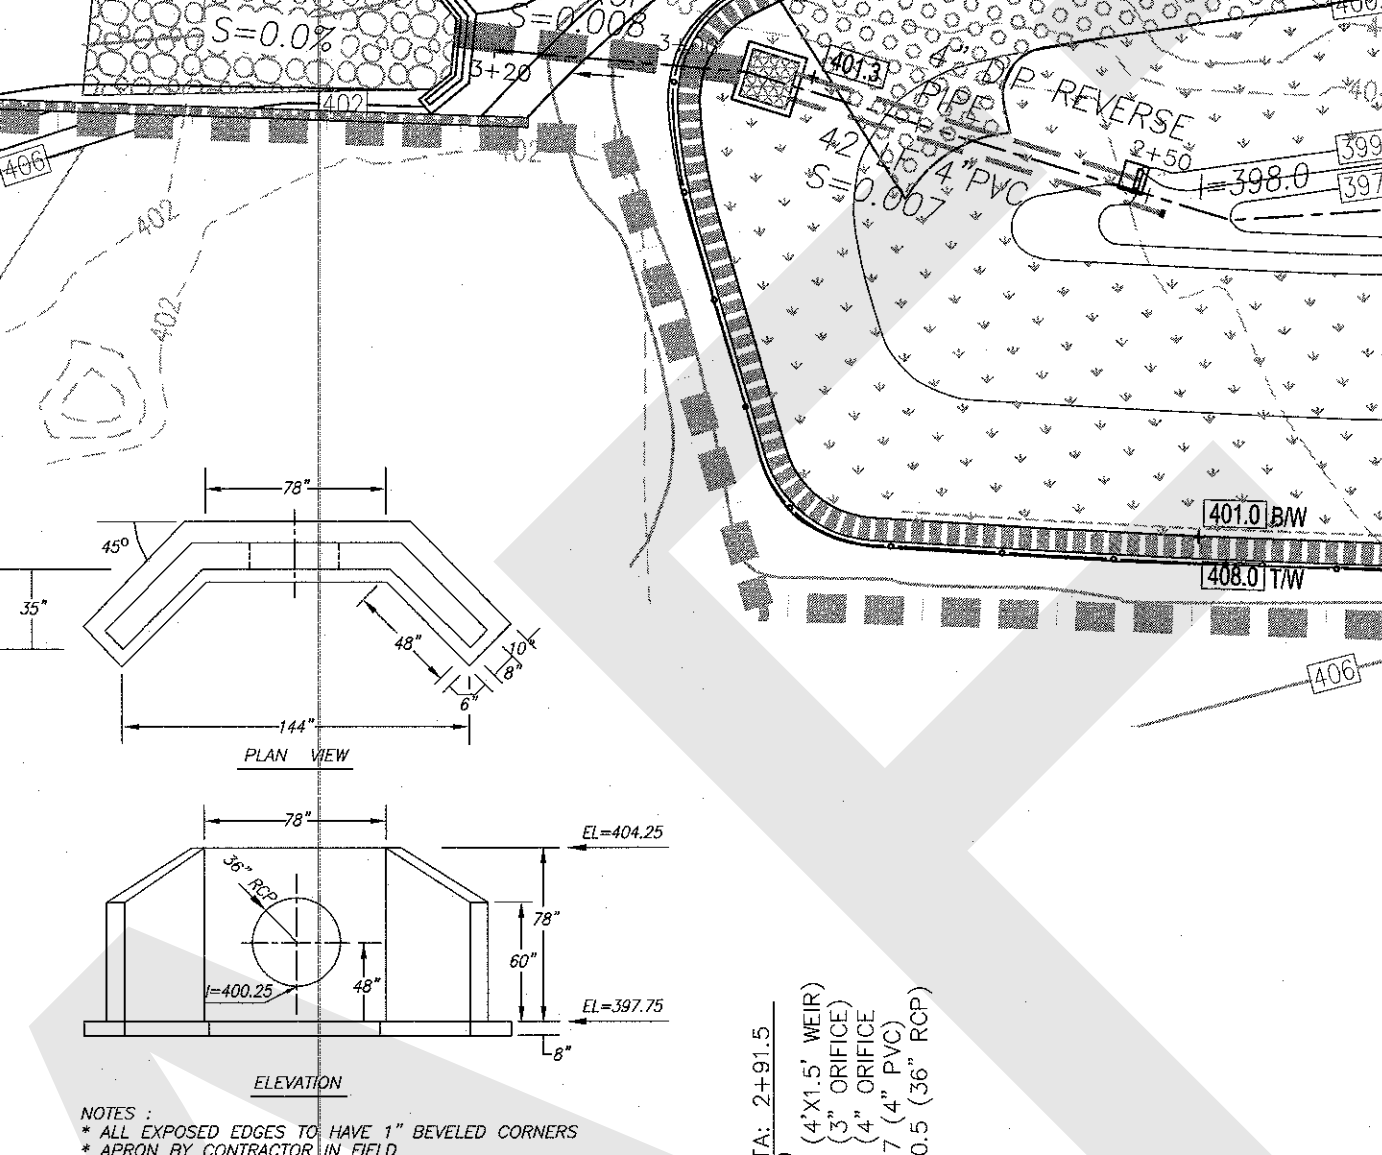 S=0.0%
S=0.008
3+20
402
406
402
402
402
401.3
4" DIP REVERSE
PIPE
42 LF 4"PVC
S=0.007
2+50
I=398.0
399
397
401.0 B/W
408.0 T/W
406
78"
45°
35"
48"
10"
8"
6"
144"
PLAN VIEW
78"
36" RCP
EL=404.25
78"
60"
48"
I=400.25
EL=397.75
8"
ELEVATION
NOTES :
* ALL EXPOSED EDGES TO HAVE 1" BEVELED CORNERS
* APRON BY CONTRACTOR IN FIELD
TA: 2+91.5
(4'X1.5' WEIR)
(3" ORIFICE)
(4" ORIFICE
7 (4" PVC)
0.5 (36" RCP)